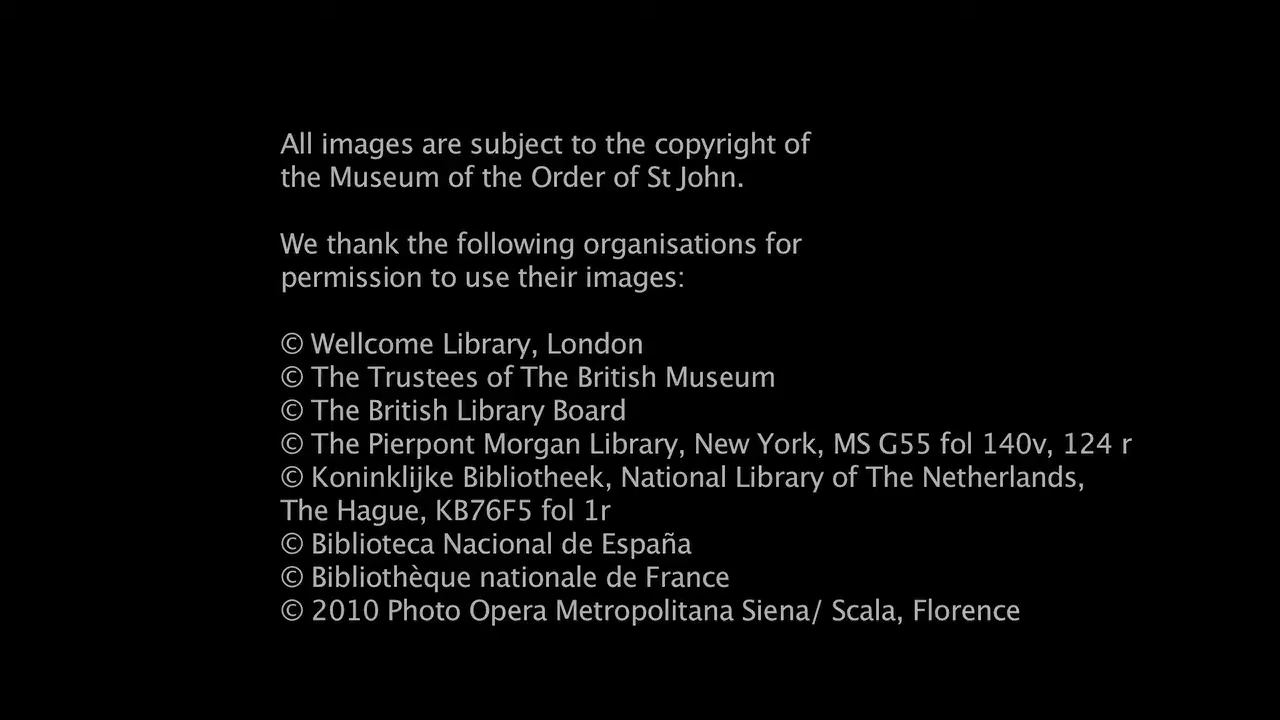 All images are subject to the copyright of
the Museum of the Order of St John.
We thank the following organisations for
permission to use their images:
© Wellcome Library, London
© The Trustees of The British Museum
© The British Library Board
© The Pierpont Morgan Library, New York, MS G55 fol 140v, 124 r
© Koninklijke Bibliotheek, National Library of The Netherlands,
The Hague, KB76F5 fol 1r
© Biblioteca Nacional de España
© Bibliothèque nationale de France
© 2010 Photo Opera Metropolitana Siena/ Scala, Florence